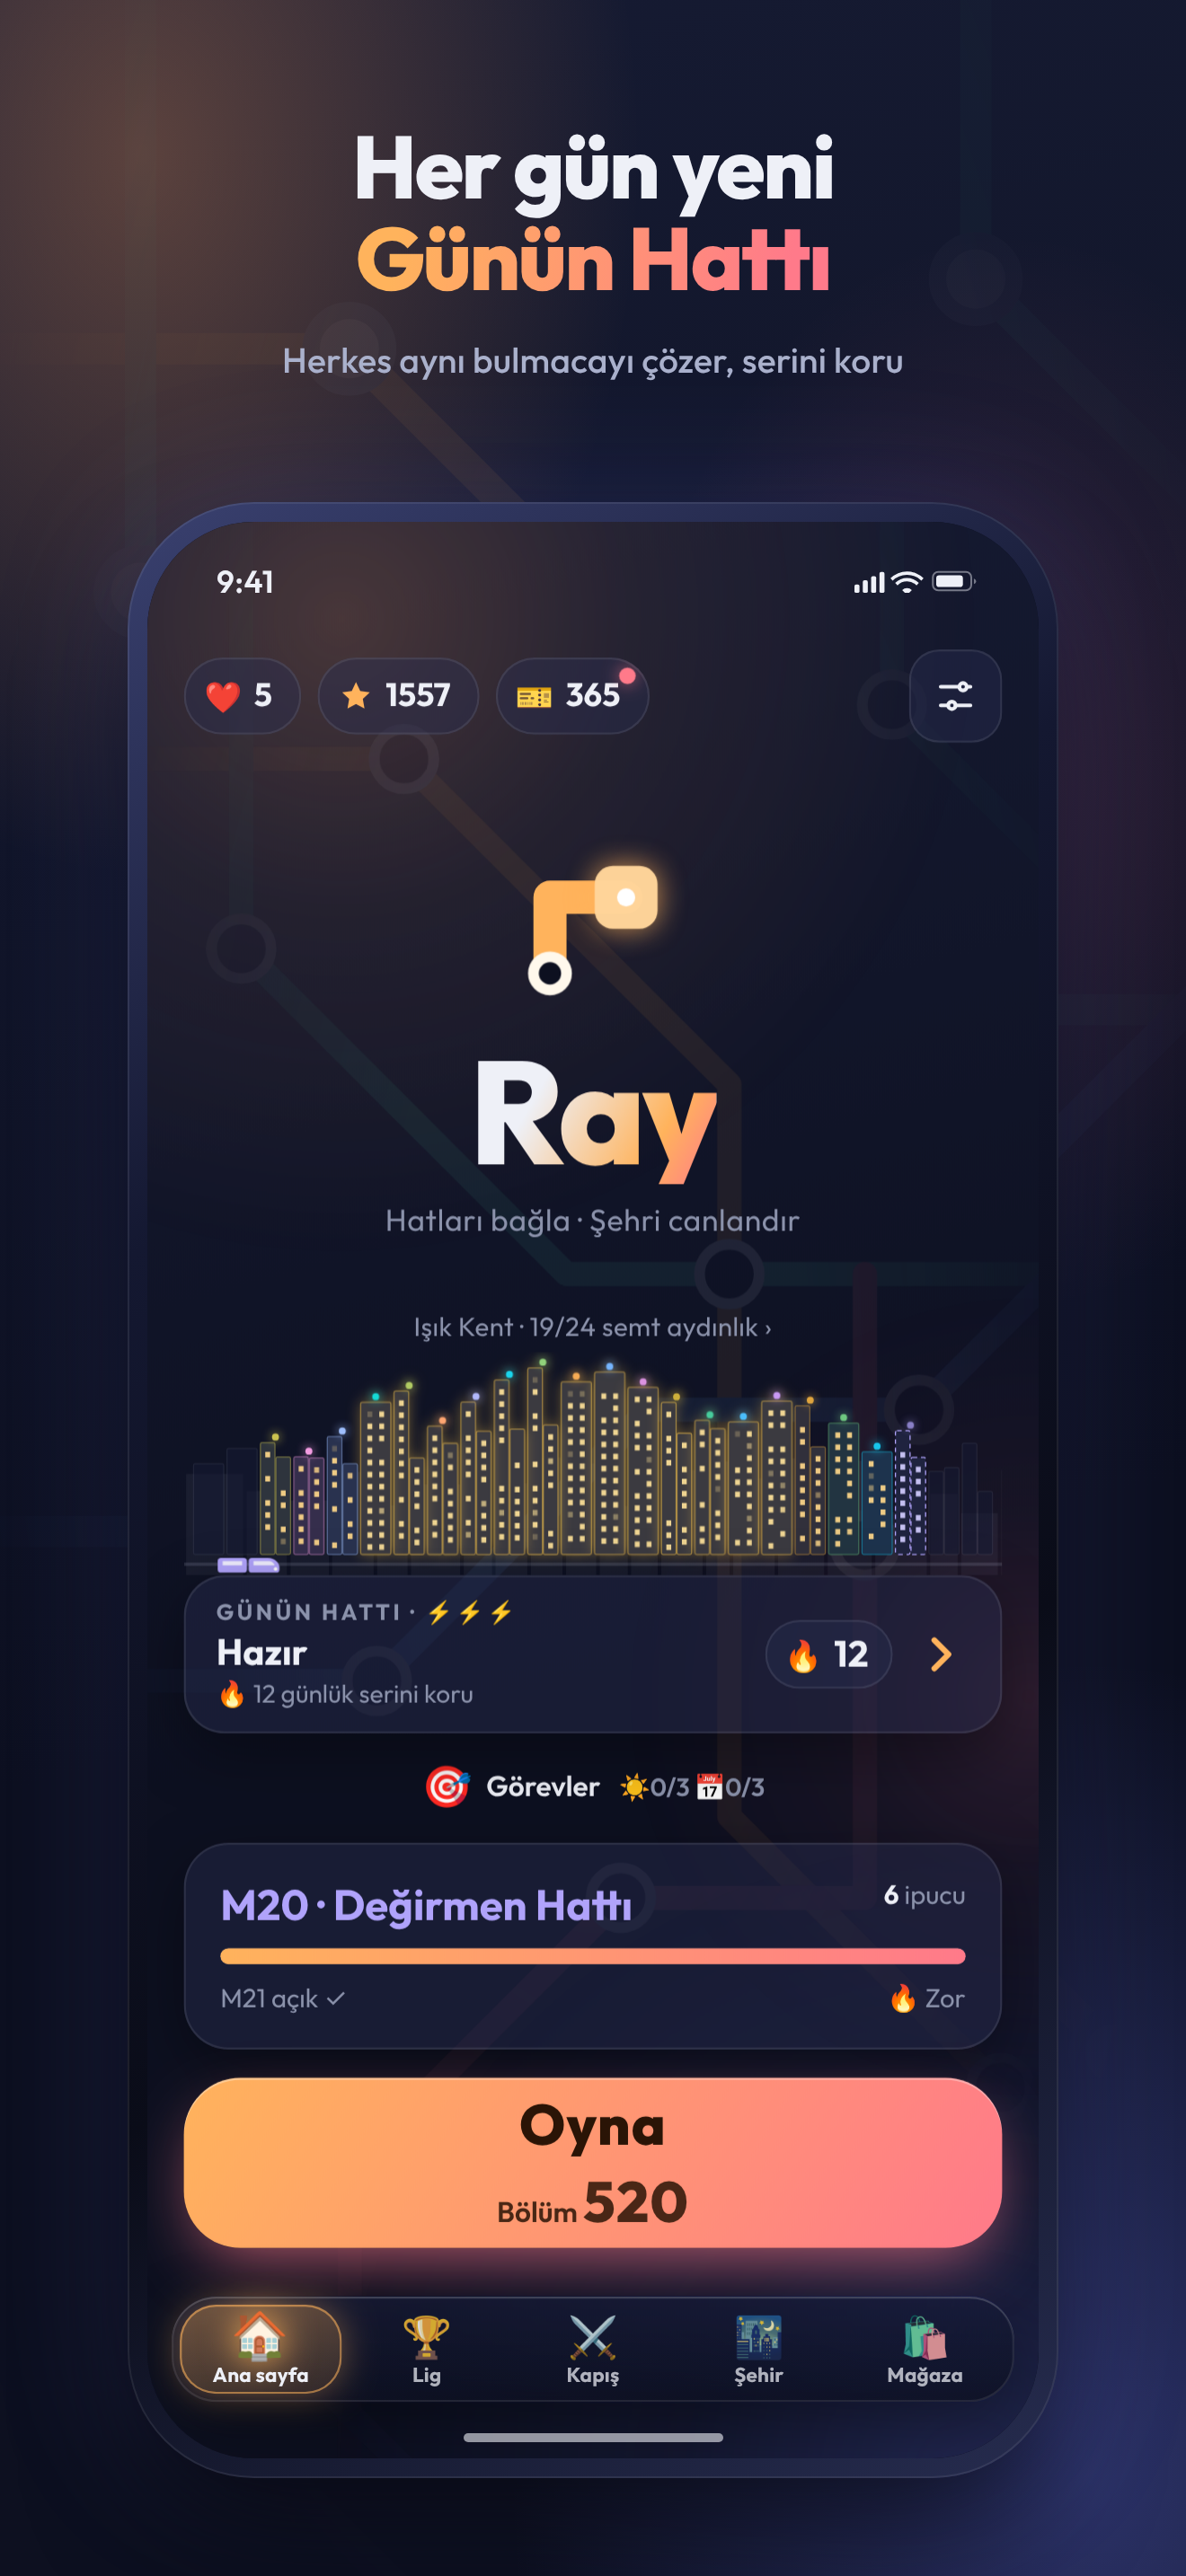 Her gün yeni
Günün Hattı
Herkes aynı bulmacayı çözer, serini koru
9:41
❤️ 5
1557
🎫 365
Ray
Hatları bağla · Şehri canlandır
Işık Kent · 19/24 semt aydınlık ›
GÜNÜN HATTI · ⚡⚡⚡
Hazır
🔥 12 günlük serini koru
🔥 12
🎯 Görevler ☀️0/3 📅0/3
M20 · Değirmen Hattı
6 ipucu
M21 açık ✓
🔥 Zor
Oyna
Bölüm 520
Ana sayfa
Lig
Kapış
Şehir
Mağaza